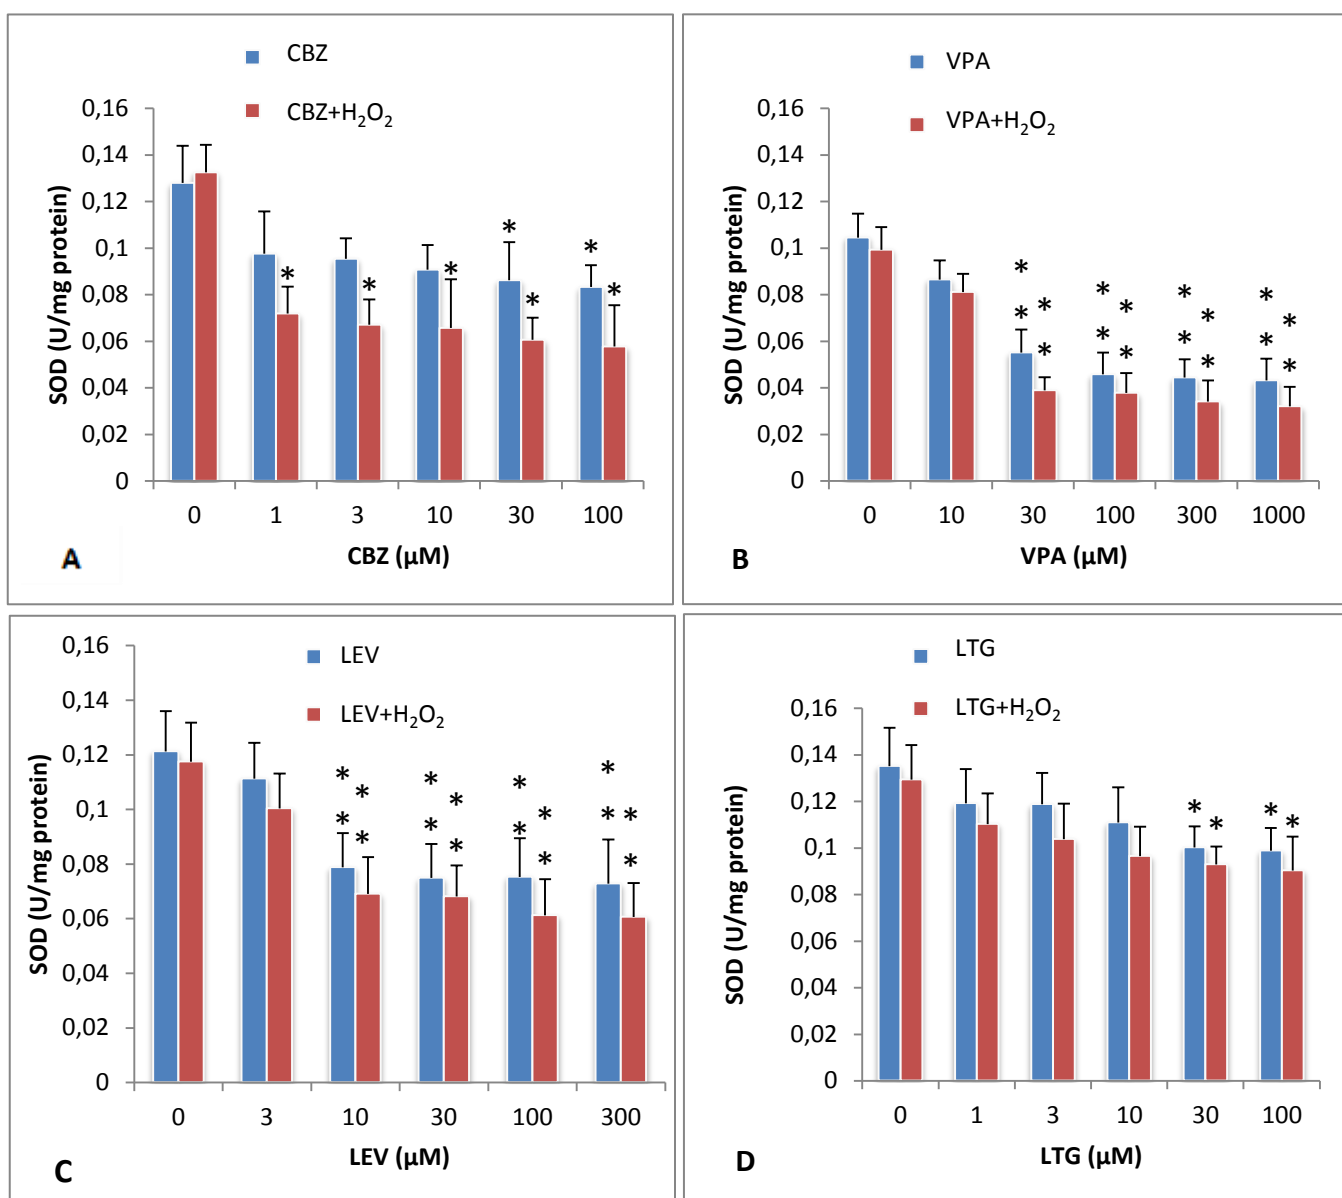 CBZ
CBZ+H₂O₂
0,16
0,14
0,12
0,1
0,08
0,06
0,04
0,02
0
SOD (U/mg protein)
* * * * * * *
0 1 3 10 30 100
CBZ (µM)
A
VPA
VPA+H₂O₂
0,16
0,14
0,12
0,1
0,08
0,06
0,04
0,02
0
SOD (U/mg protein)
* * * * * * * *
* * * * * * * *
0 10 30 100 300 1000
VPA (µM)
B
LEV
LEV+H₂O₂
0,16
0,14
0,12
0,1
0,08
0,06
0,04
0,02
0
SOD (U/mg protein)
* * * * * * * *
* * * * * * * *
0 3 10 30 100 300
LEV (µM)
C
LTG
LTG+H₂O₂
0,16
0,14
0,12
0,1
0,08
0,06
0,04
0,02
0
SOD (U/mg protein)
* * * *
0 1 3 10 30 100
LTG (µM)
D